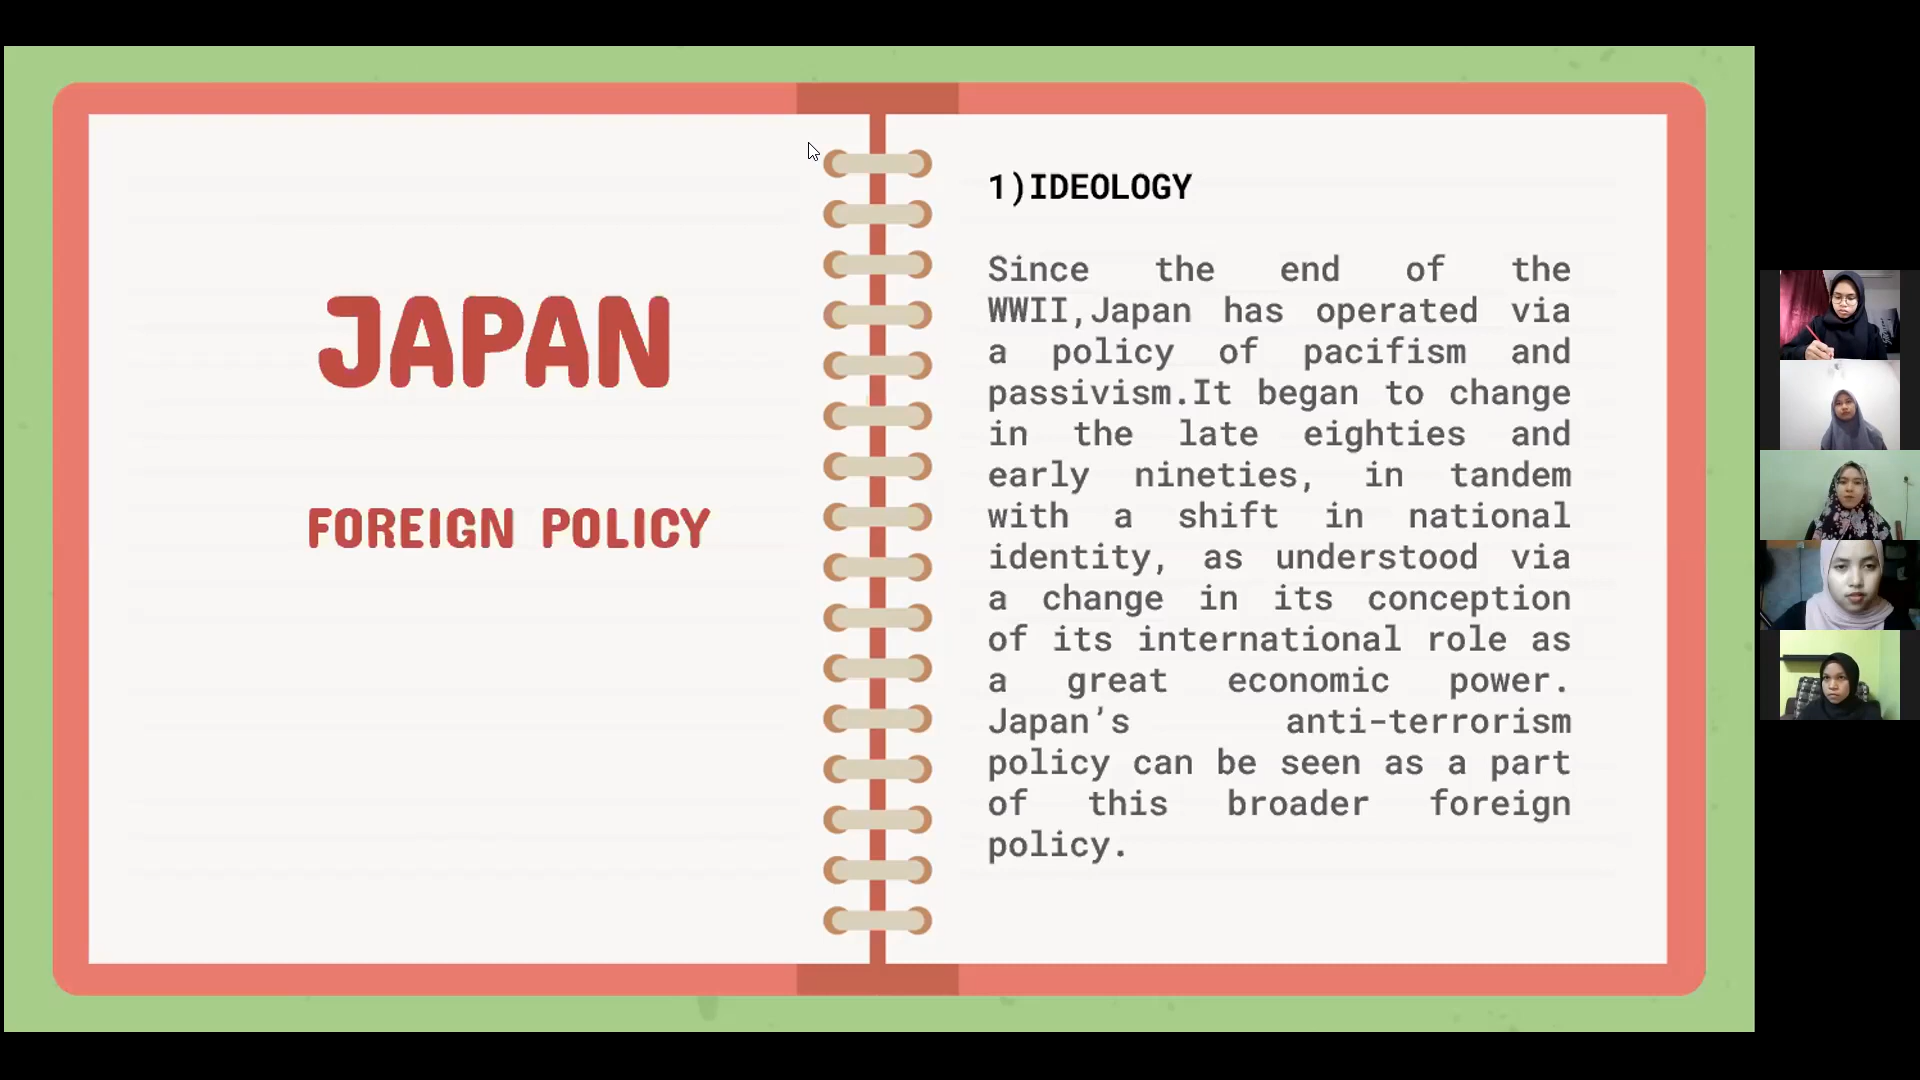 JAPAN
FOREIGN POLICY
1)IDEOLOGY
Since the end of the
WWII,Japan has operated via
a policy of pacifism and
passivism.It began to change
in the late eighties and
early nineties, in tandem
with a shift in national
identity, as understood via
a change in its conception
of its international role as
a great economic power.
Japan’s anti-terrorism
policy can be seen as a part
of this broader foreign
policy.